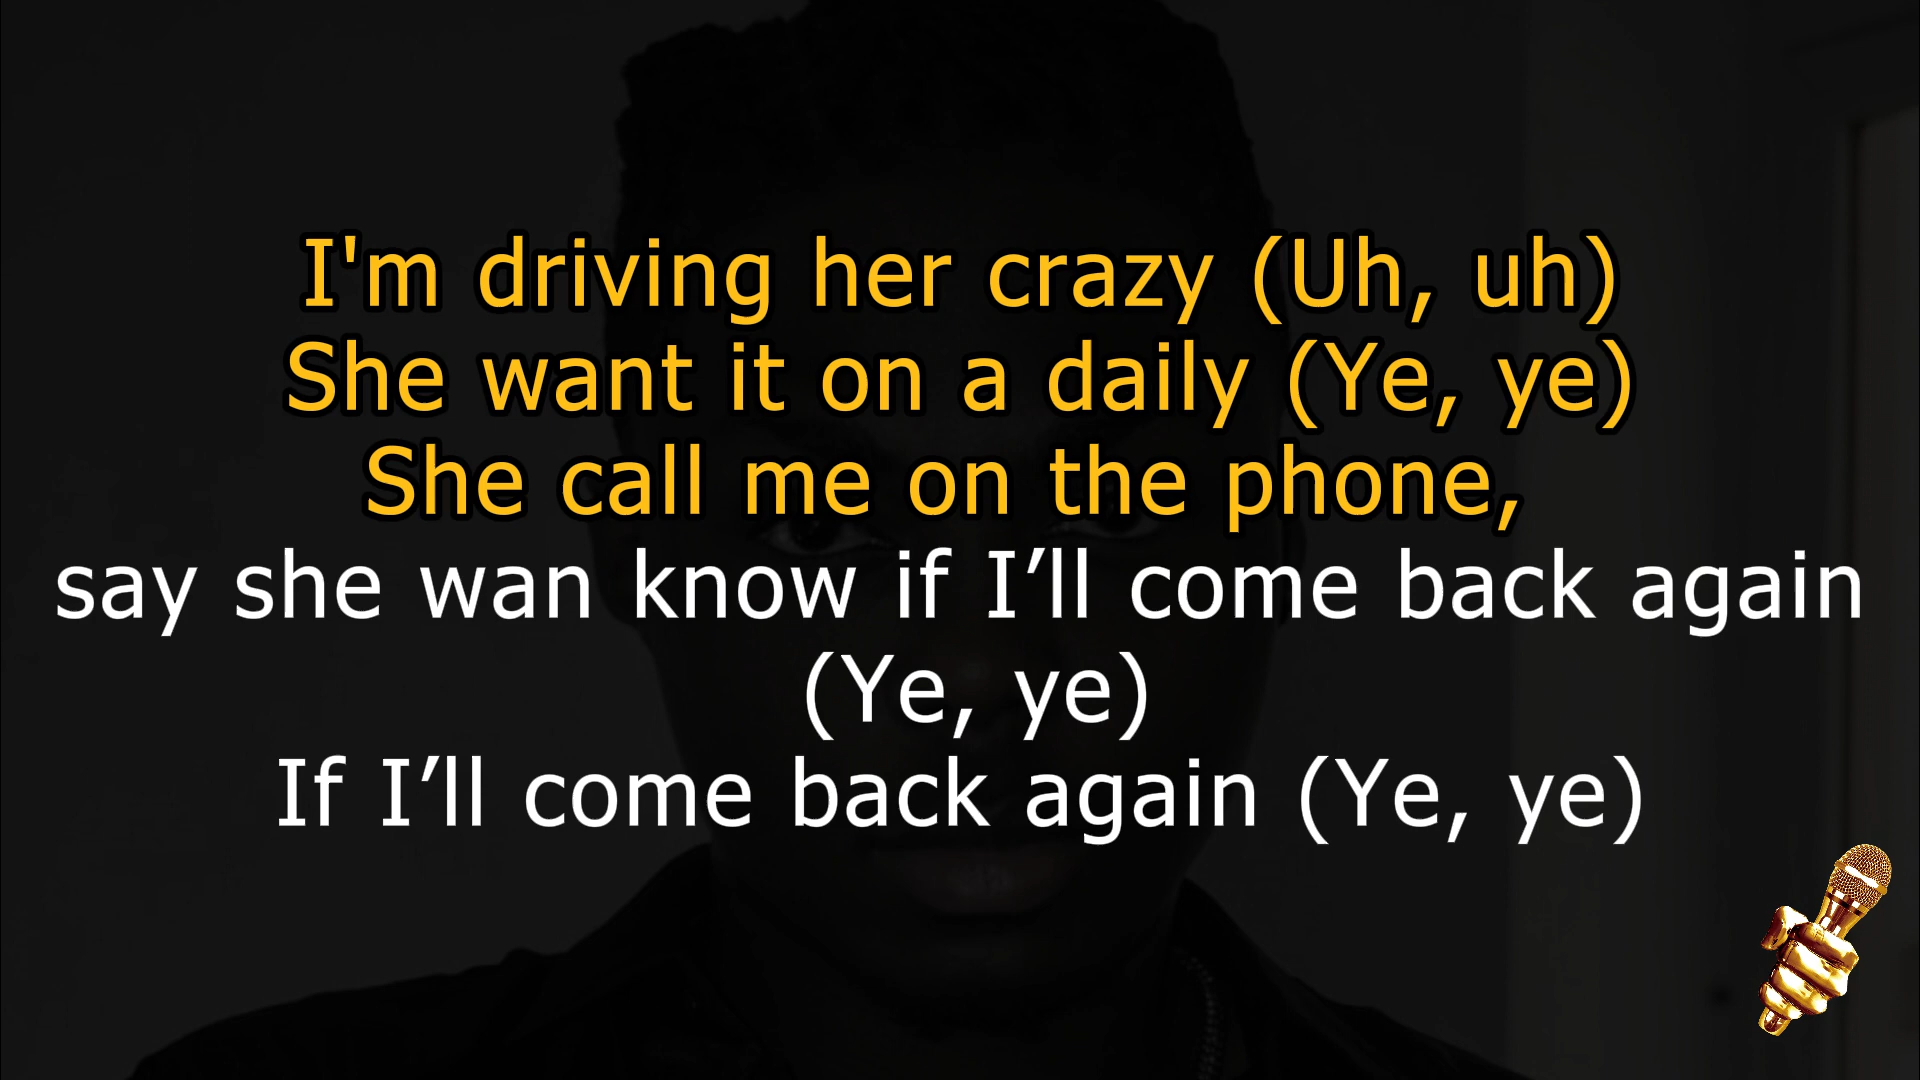 I'm driving her crazy (Uh, uh)
She want it on a daily (Ye, ye)
She call me on the phone,
say she wan know if I’ll come back again
(Ye, ye)
If I’ll come back again (Ye, ye)